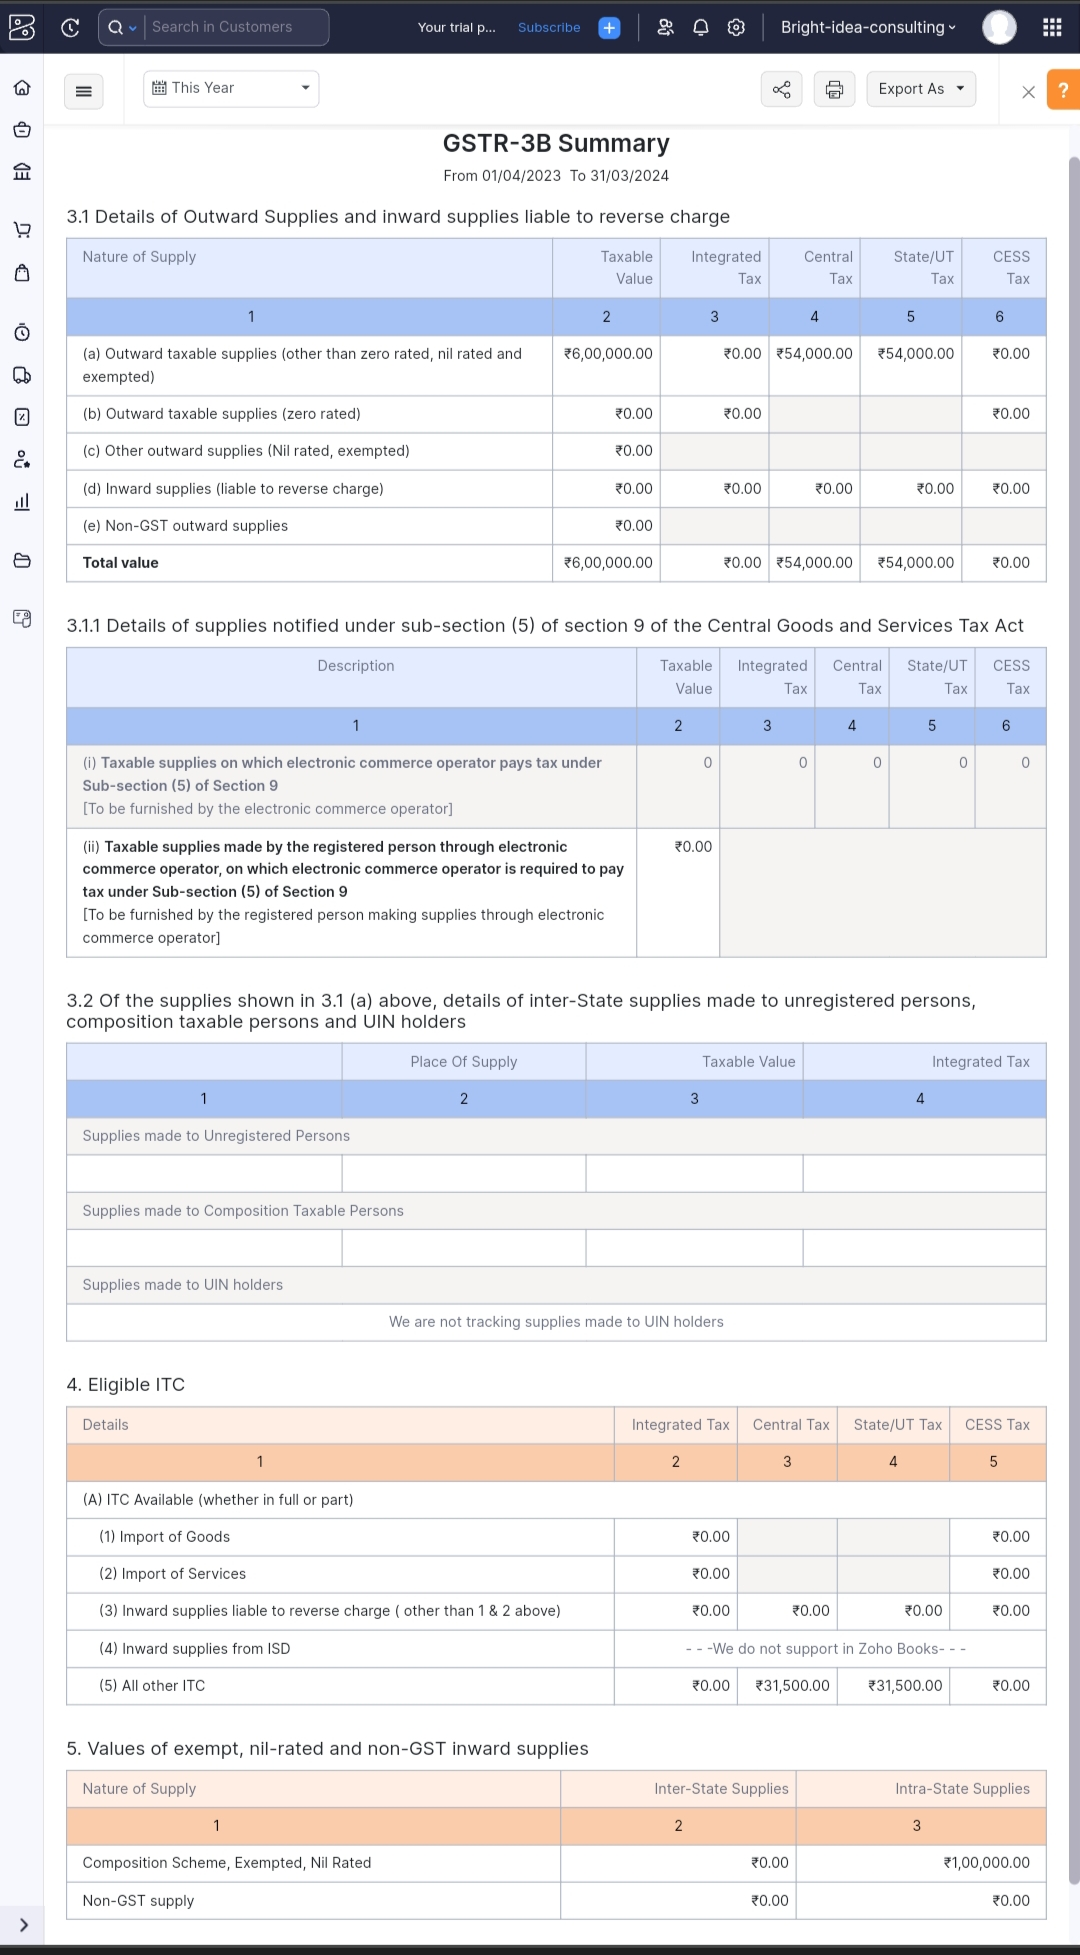 Search in Customers
Your trial p...
Subscribe
Bright-idea-consulting
This Year
Export As
?
GSTR-3B Summary
From 01/04/2023 To 31/03/2024
3.1 Details of Outward Supplies and inward supplies liable to reverse charge
Nature of Supply Taxable Value Integrated Tax Central Tax State/UT Tax CESS Tax
1 2 3 4 5 6
(a) Outward taxable supplies (other than zero rated, nil rated and exempted) ₹6,00,000.00 ₹0.00 ₹54,000.00 ₹54,000.00 ₹0.00
(b) Outward taxable supplies (zero rated) ₹0.00 ₹0.00 ₹0.00
(c) Other outward supplies (Nil rated, exempted) ₹0.00
(d) Inward supplies (liable to reverse charge) ₹0.00 ₹0.00 ₹0.00 ₹0.00 ₹0.00
(e) Non-GST outward supplies ₹0.00
Total value ₹6,00,000.00 ₹0.00 ₹54,000.00 ₹54,000.00 ₹0.00
3.1.1 Details of supplies notified under sub-section (5) of section 9 of the Central Goods and Services Tax Act
Description Taxable Value Integrated Tax Central Tax State/UT Tax CESS Tax
1 2 3 4 5 6
(i) Taxable supplies on which electronic commerce operator pays tax under 0 0 0 0 0
Sub-section (5) of Section 9
[To be furnished by the electronic commerce operator]
(ii) Taxable supplies made by the registered person through electronic ₹0.00
commerce operator, on which electronic commerce operator is required to pay
tax under Sub-section (5) of Section 9
[To be furnished by the registered person making supplies through electronic
commerce operator]
3.2 Of the supplies shown in 3.1 (a) above, details of inter-State supplies made to unregistered persons,
composition taxable persons and UIN holders
Place Of Supply Taxable Value Integrated Tax
1 2 3 4
Supplies made to Unregistered Persons
Supplies made to Composition Taxable Persons
Supplies made to UIN holders
We are not tracking supplies made to UIN holders
4. Eligible ITC
Details Integrated Tax Central Tax State/UT Tax CESS Tax
1 2 3 4 5
(A) ITC Available (whether in full or part)
(1) Import of Goods ₹0.00 ₹0.00
(2) Import of Services ₹0.00 ₹0.00
(3) Inward supplies liable to reverse charge ( other than 1 & 2 above) ₹0.00 ₹0.00 ₹0.00 ₹0.00
(4) Inward supplies from ISD - - -We do not support in Zoho Books- - -
(5) All other ITC ₹0.00 ₹31,500.00 ₹31,500.00 ₹0.00
5. Values of exempt, nil-rated and non-GST inward supplies
Nature of Supply Inter-State Supplies Intra-State Supplies
1 2 3
Composition Scheme, Exempted, Nil Rated ₹0.00 ₹1,00,000.00
Non-GST supply ₹0.00 ₹0.00